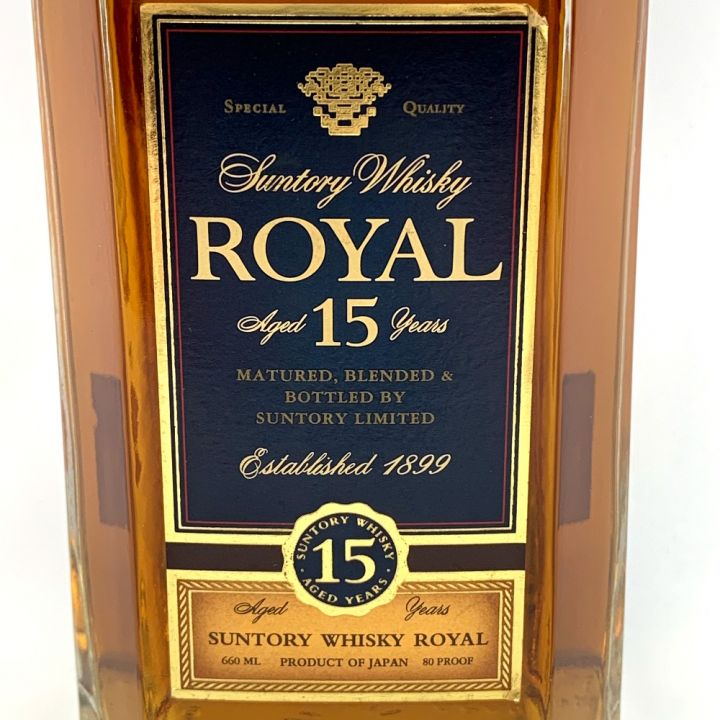 SPECIAL QUALITY
Suntory Whisky
ROYAL
Aged 15 Years
MATURED, BLENDED &
BOTTLED BY
SUNTORY LIMITED
Established 1899
SUNTORY WHISKY
15
AGED YEARS
Aged Years
SUNTORY WHISKY ROYAL
660 ML PRODUCT OF JAPAN 80 PROOF